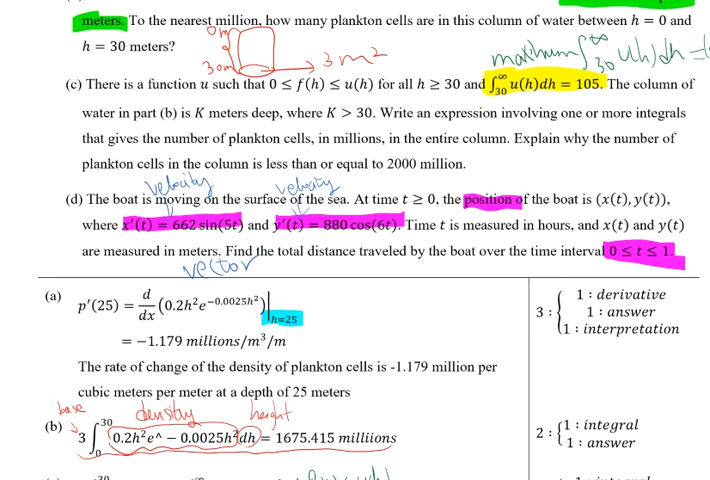 meters. To the nearest million, how many plankton cells are in this column of water between h = 0 and
h = 30 meters?
0m
30m
3 m²
maximum ∫₃₀^∞ u(h)dh =
(c) There is a function u such that 0 ≤ f(h) ≤ u(h) for all h ≥ 30 and ∫₃₀^∞ u(h)dh = 105. The column of
water in part (b) is K meters deep, where K > 30. Write an expression involving one or more integrals
that gives the number of plankton cells, in millions, in the entire column. Explain why the number of
plankton cells in the column is less than or equal to 2000 million.
velocity velocity
(d) The boat is moving on the surface of the sea. At time t ≥ 0, the position of the boat is (x(t), y(t)),
where x'(t) = 662 sin(5t) and y'(t) = 880 cos(6t). Time t is measured in hours, and x(t) and y(t)
are measured in meters. Find the total distance traveled by the boat over the time interval 0 ≤ t ≤ 1.
vector
(a) p'(25) = d/dx (0.2h²e^(-0.0025h²))|h=25
= −1.179 millions/m³/m
3 : {1 : derivative
1 : answer
1 : interpretation
The rate of change of the density of plankton cells is -1.179 million per
cubic meters per meter at a depth of 25 meters
base density height
(b) 3 ∫₀^30 0.2h²e^ − 0.0025h² dh = 1675.415 milliions
2 : {1 : integral
1 : answer